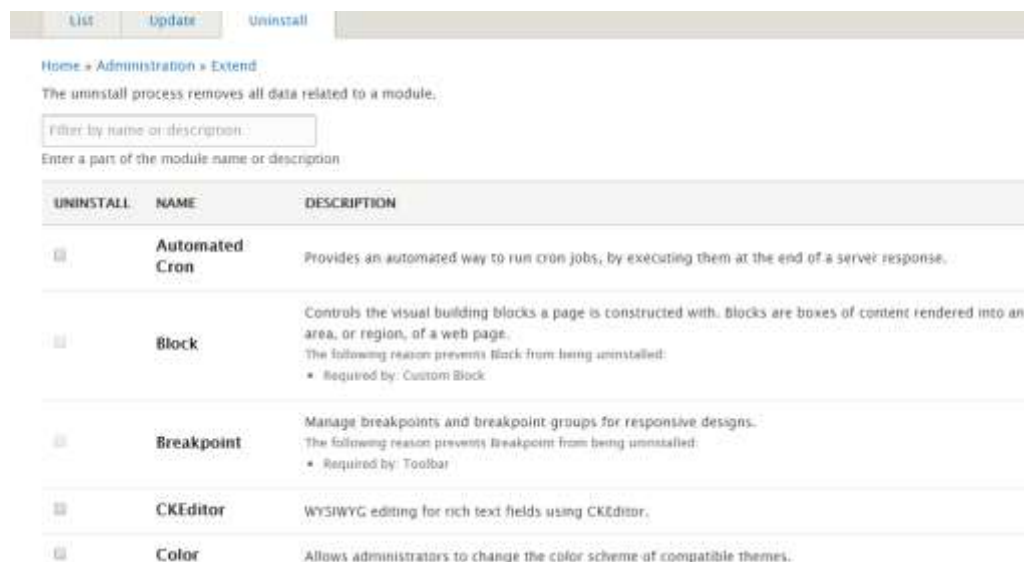 List Update Uninstall
Home » Administration » Extend
The uninstall process removes all data related to a module.
Filter by name or description
Enter a part of the module name or description
UNINSTALL NAME DESCRIPTION
Automated
Cron
Provides an automated way to run cron jobs, by executing them at the end of a server response.
Block
Controls the visual building blocks a page is constructed with. Blocks are boxes of content rendered into an
area, or region, of a web page.
The following reason prevents Block from being uninstalled:
• Required by: Custom Block
Breakpoint
Manage breakpoints and breakpoint groups for responsive designs.
The following reason prevents Breakpoint from being uninstalled:
• Required by: Toolbar
CKEditor WYSIWYG editing for rich text fields using CKEditor.
Color Allows administrators to change the color scheme of compatible themes.